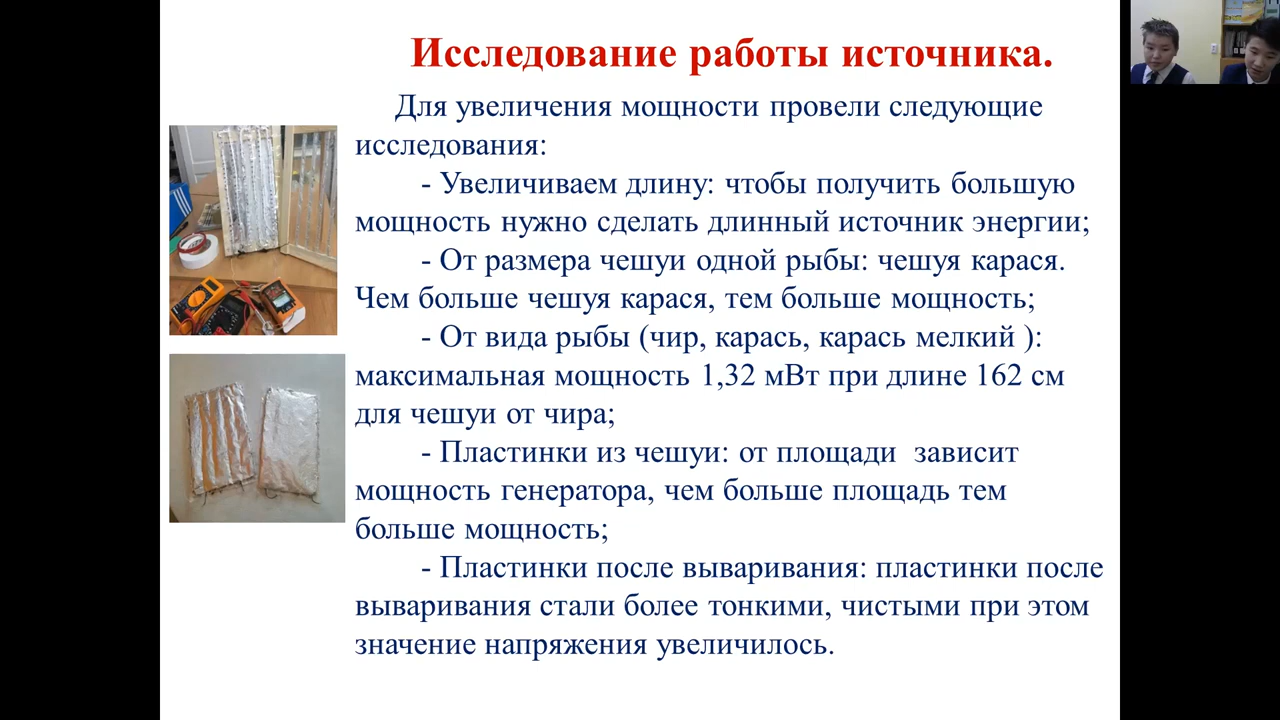 Исследование работы источника.
Для увеличения мощности провели следующие
исследования:
- Увеличиваем длину: чтобы получить большую
мощность нужно сделать длинный источник энергии;
- От размера чешуи одной рыбы: чешуя карася.
Чем больше чешуя карася, тем больше мощность;
- От вида рыбы (чир, карась, карась мелкий ):
максимальная мощность 1,32 мВт при длине 162 см
для чешуи от чира;
- Пластинки из чешуи: от площади  зависит
мощность генератора, чем больше площадь тем
больше мощность;
- Пластинки после вываривания: пластинки после
вываривания стали более тонкими, чистыми при этом
значение напряжения увеличилось.